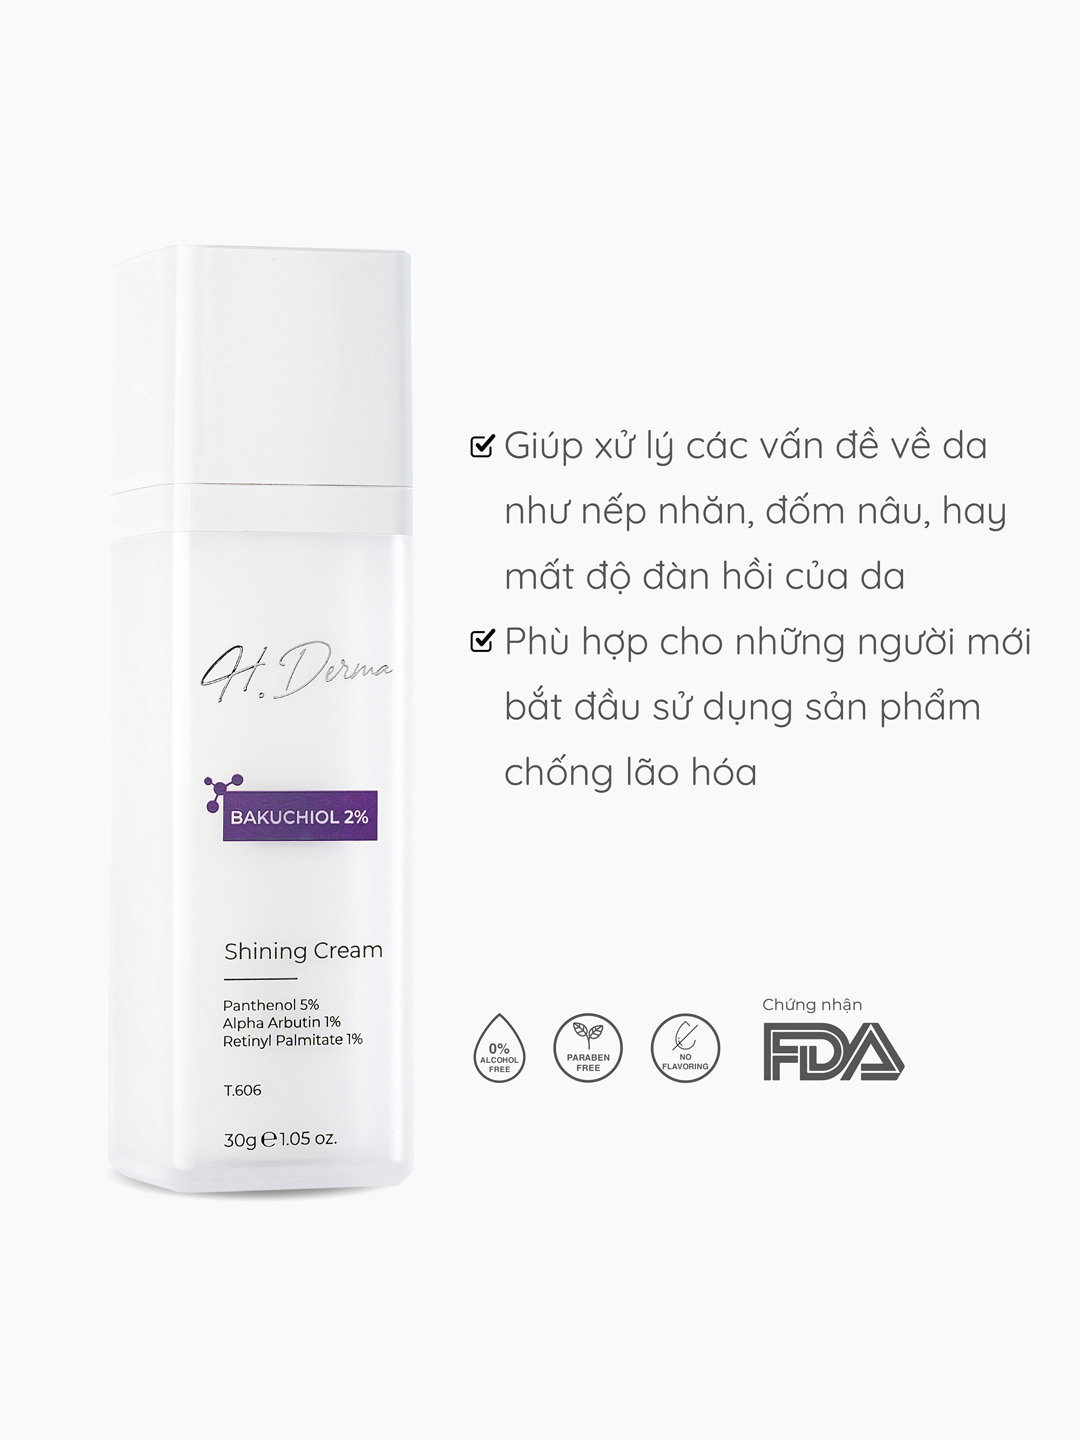 H. Derma
BAKUCHIOL 2%
Shining Cream
Panthenol 5%
Alpha Arbutin 1%
Retinyl Palmitate 1%
T.606
30g ℮ 1.05 oz.
Giúp xử lý các vấn đề về da
như nếp nhăn, đốm nâu, hay
mất độ đàn hồi của da
Phù hợp cho những người mới
bắt đầu sử dụng sản phẩm
chống lão hóa
0%
ALCOHOL
FREE
PARABEN
FREE
NO
FLAVORING
Chứng nhận
FDA